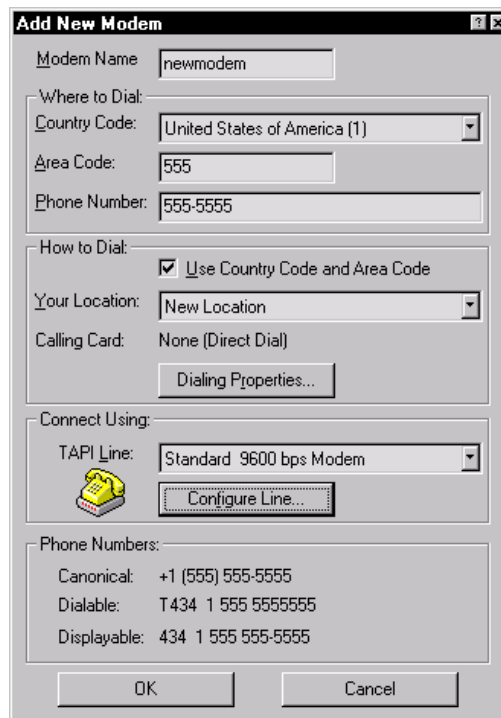 Add New Modem
Modem Name newmodem
Where to Dial:
Country Code: United States of America (1)
Area Code: 555
Phone Number: 555-5555
How to Dial:
Use Country Code and Area Code
Your Location: New Location
Calling Card: None (Direct Dial)
Dialing Properties...
Connect Using:
TAPI Line: Standard  9600 bps Modem
Configure Line...
Phone Numbers:
Canonical: +1 (555) 555-5555
Dialable: T434  1 555 5555555
Displayable: 434  1 555 555-5555
OK Cancel